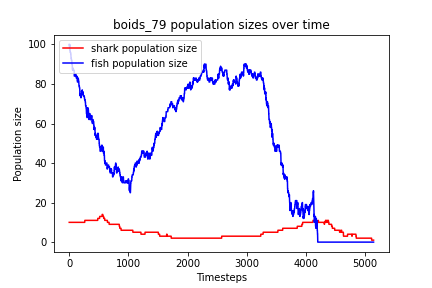 boids_79 population sizes over time
shark population size
fish population size
Population size
100
80
60
40
20
0
0 1000 2000 3000 4000 5000
Timesteps